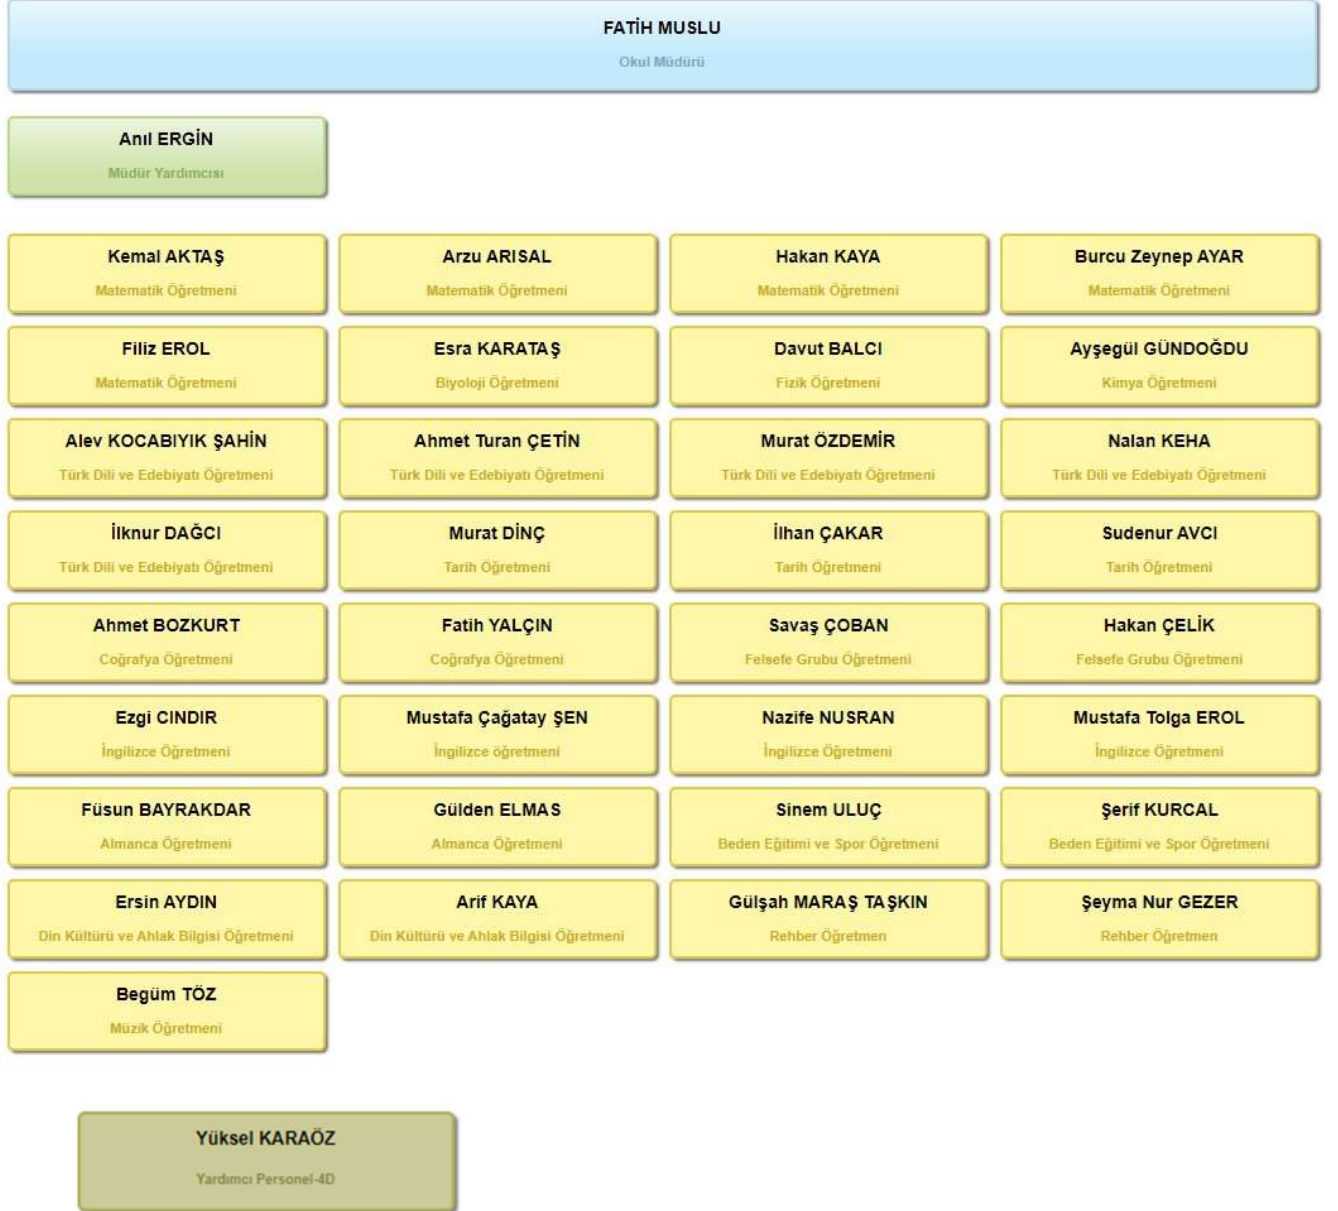 FATİH MUSLU
Okul Müdürü
Anıl ERGİN
Müdür Yardımcısı
Kemal AKTAŞ
Matematik Öğretmeni
Arzu ARISAL
Matematik Öğretmeni
Hakan KAYA
Matematik Öğretmeni
Burcu Zeynep AYAR
Matematik Öğretmeni
Filiz EROL
Matematik Öğretmeni
Esra KARATAŞ
Biyoloji Öğretmeni
Davut BALCI
Fizik Öğretmeni
Ayşegül GÜNDOĞDU
Kimya Öğretmeni
Alev KOCABIYIK ŞAHİN
Türk Dili ve Edebiyatı Öğretmeni
Ahmet Turan ÇETİN
Türk Dili ve Edebiyatı Öğretmeni
Murat ÖZDEMİR
Türk Dili ve Edebiyatı Öğretmeni
Nalan KEHA
Türk Dili ve Edebiyatı Öğretmeni
İlknur DAĞCI
Türk Dili ve Edebiyatı Öğretmeni
Murat DİNÇ
Tarih Öğretmeni
İlhan ÇAKAR
Tarih Öğretmeni
Sudenur AVCI
Tarih Öğretmeni
Ahmet BOZKURT
Coğrafya Öğretmeni
Fatih YALÇIN
Coğrafya Öğretmeni
Savaş ÇOBAN
Felsefe Grubu Öğretmeni
Hakan ÇELİK
Felsefe Grubu Öğretmeni
Ezgi CINDIR
İngilizce Öğretmeni
Mustafa Çağatay ŞEN
İngilizce öğretmeni
Nazife NUSRAN
İngilizce Öğretmeni
Mustafa Tolga EROL
İngilizce Öğretmeni
Füsun BAYRAKDAR
Almanca Öğretmeni
Gülden ELMAS
Almanca Öğretmeni
Sinem ULUÇ
Beden Eğitimi ve Spor Öğretmeni
Şerif KURCAL
Beden Eğitimi ve Spor Öğretmeni
Ersin AYDIN
Din Kültürü ve Ahlak Bilgisi Öğretmeni
Arif KAYA
Din Kültürü ve Ahlak Bilgisi Öğretmeni
Gülşah MARAŞ TAŞKIN
Rehber Öğretmen
Şeyma Nur GEZER
Rehber Öğretmen
Begüm TÖZ
Müzik Öğretmeni
Yüksel KARAÖZ
Yardımcı Personel-4D